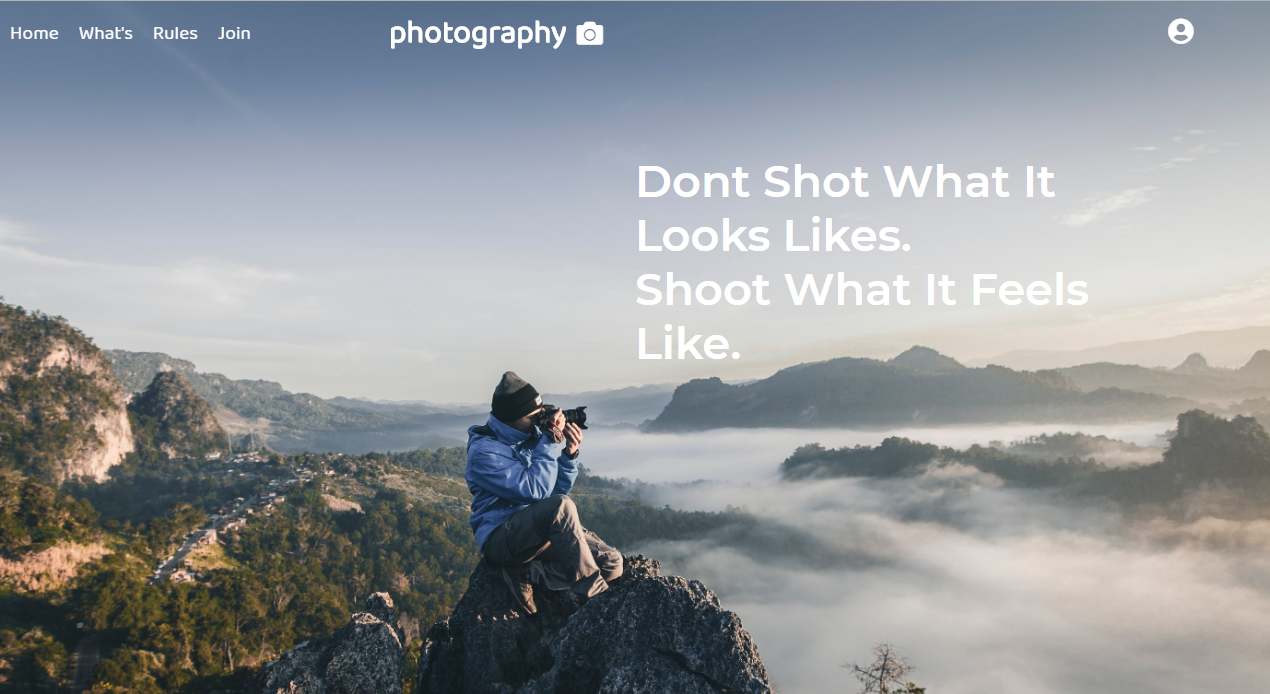 Home What's Rules Join photography
Dont Shot What It
Looks Likes.
Shoot What It Feels
Like.